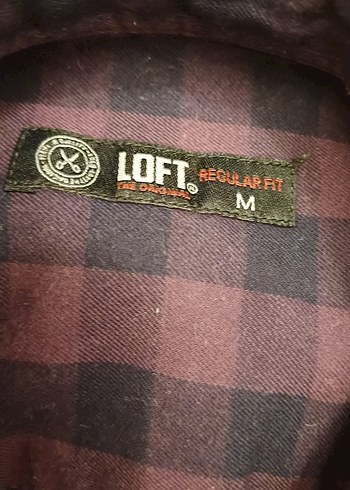 LOFT®
THE ORIGINAL
REGULAR FIT
M